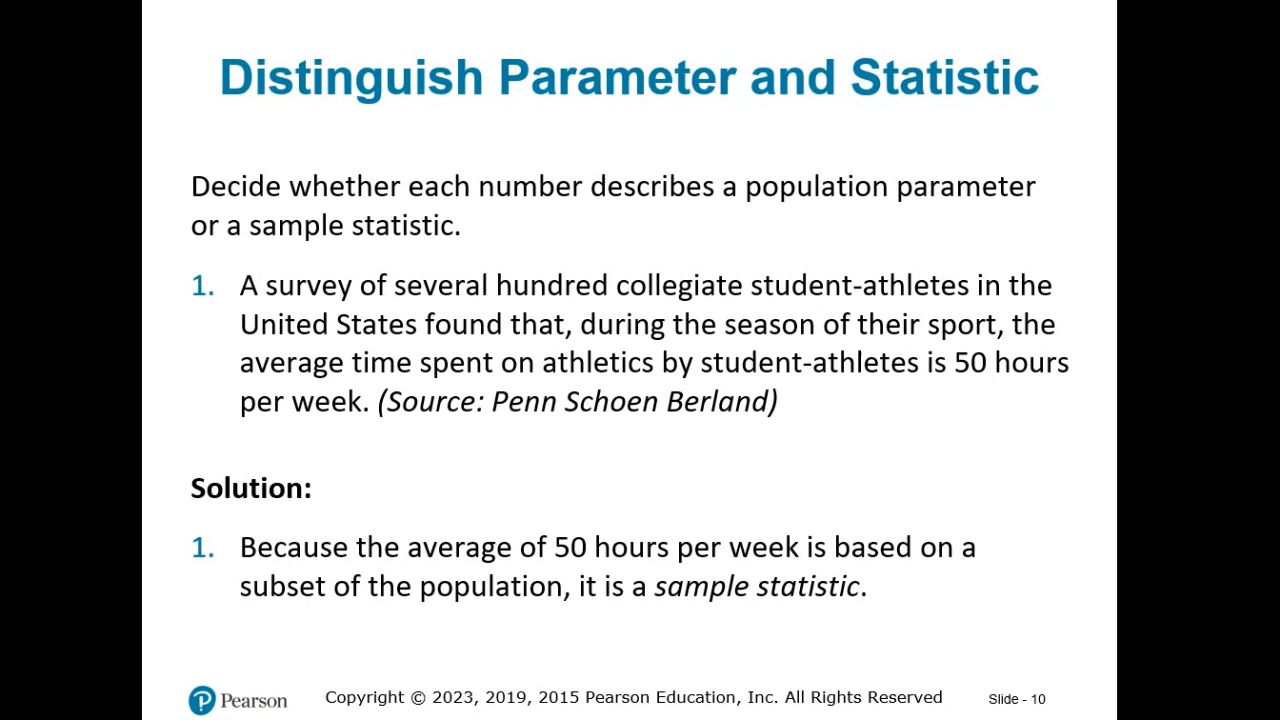 Distinguish Parameter and Statistic
Decide whether each number describes a population parameter
or a sample statistic.
1. A survey of several hundred collegiate student-athletes in the
United States found that, during the season of their sport, the
average time spent on athletics by student-athletes is 50 hours
per week. (Source: Penn Schoen Berland)
Solution:
1. Because the average of 50 hours per week is based on a
subset of the population, it is a sample statistic.
Pearson Copyright © 2023, 2019, 2015 Pearson Education, Inc. All Rights Reserved Slide - 10